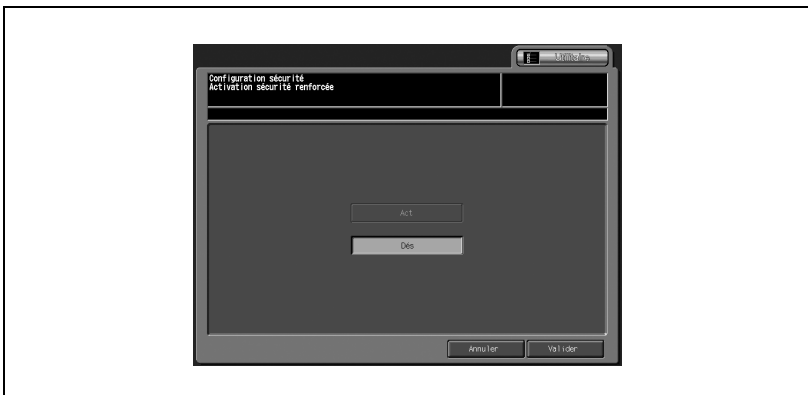 Utilitaire
Configuration sécurité
Activation sécurité renforcée
Act
Dés
Annuler
Valider